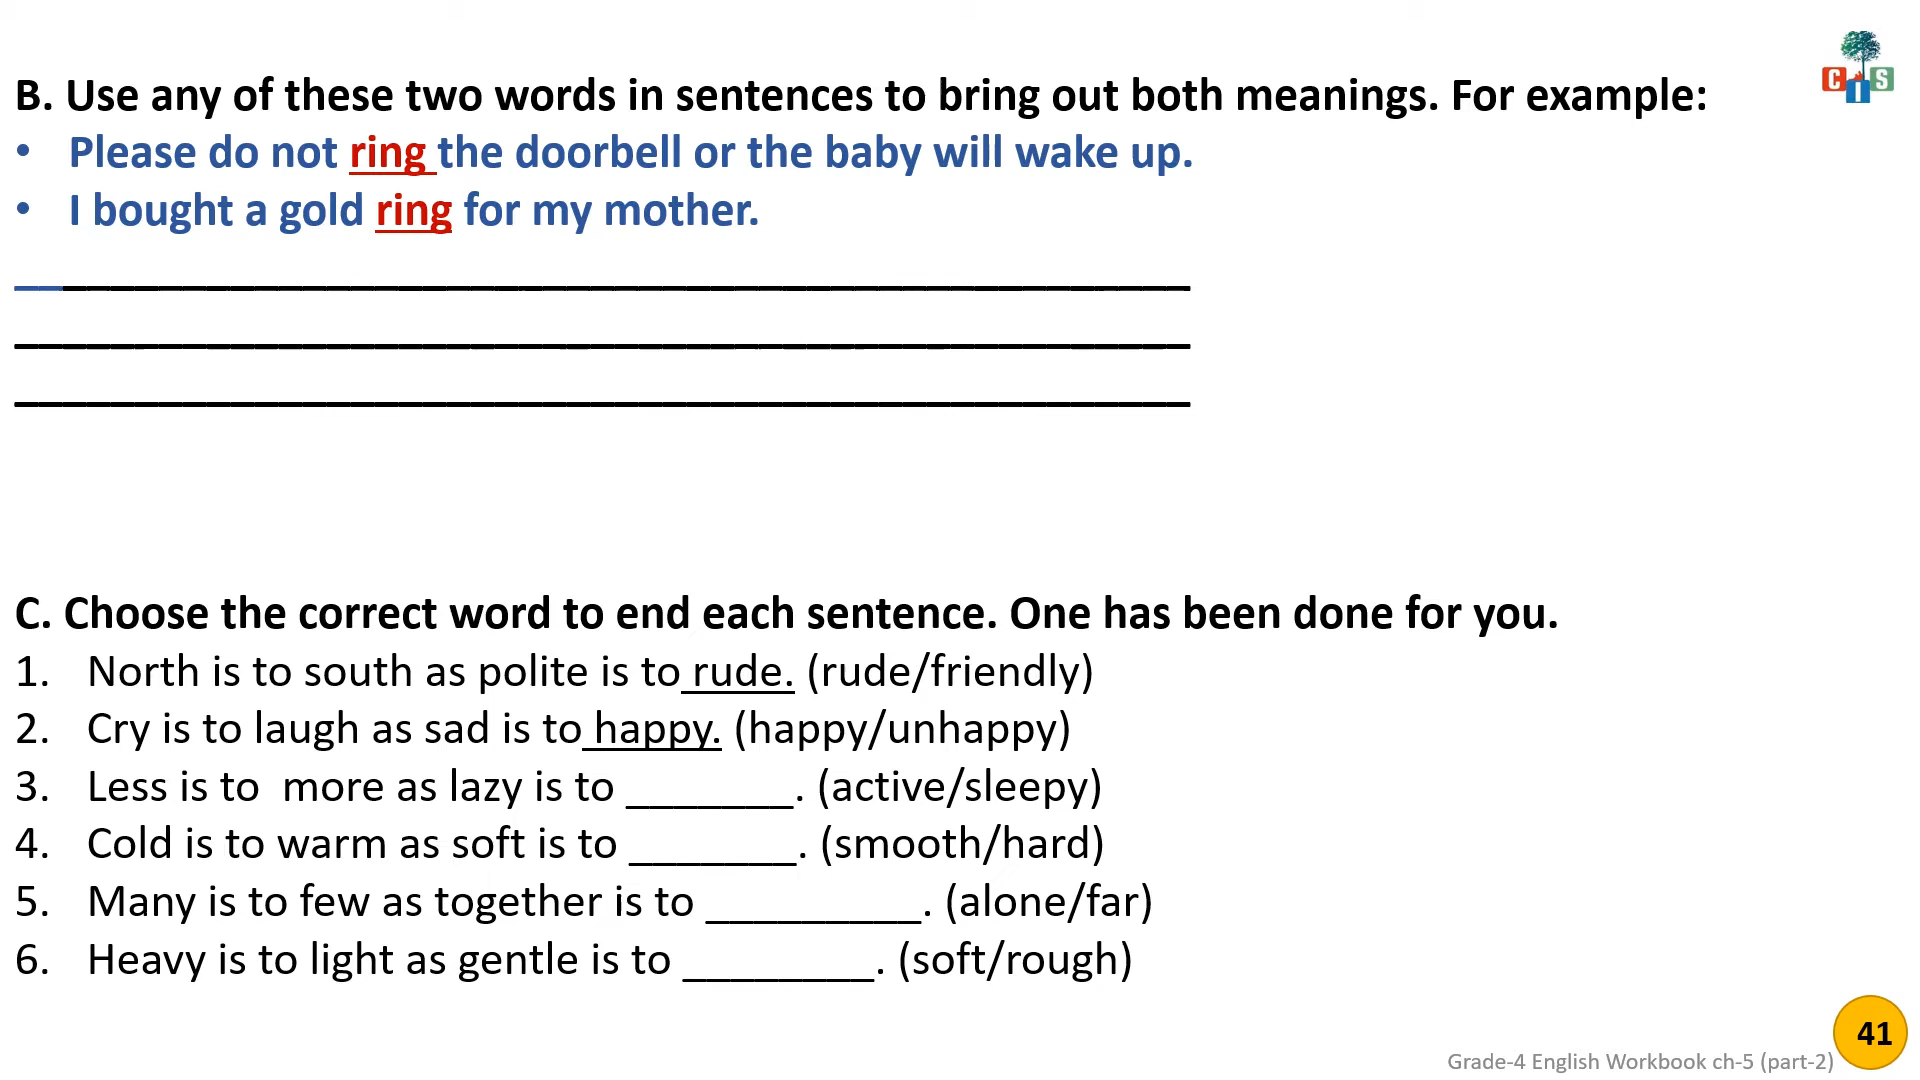 C I S
B. Use any of these two words in sentences to bring out both meanings. For example:
• Please do not ring the doorbell or the baby will wake up.
• I bought a gold ring for my mother.
_________________________________________________
_________________________________________________
_________________________________________________
C. Choose the correct word to end each sentence. One has been done for you.
1. North is to south as polite is to rude. (rude/friendly)
2. Cry is to laugh as sad is to happy. (happy/unhappy)
3. Less is to  more as lazy is to _______. (active/sleepy)
4. Cold is to warm as soft is to _______. (smooth/hard)
5. Many is to few as together is to _________. (alone/far)
6. Heavy is to light as gentle is to ________. (soft/rough)
41
Grade-4 English Workbook ch-5 (part-2)